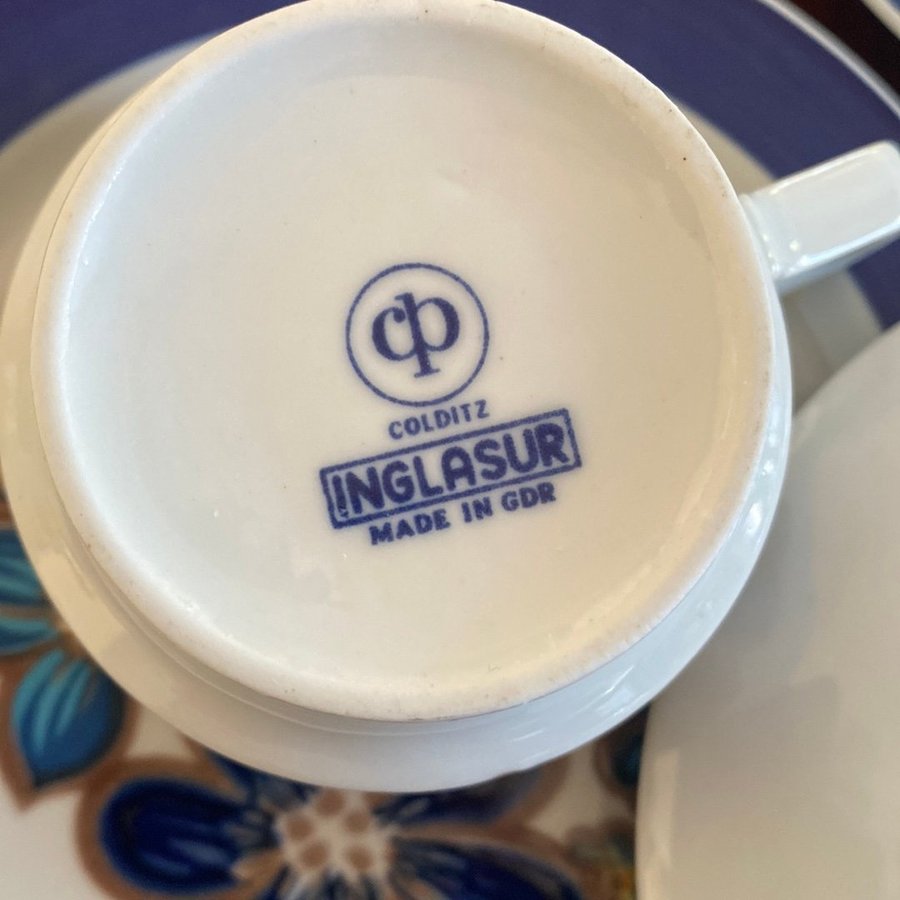 cp
COLDITZ
INGLASUR
MADE IN GDR